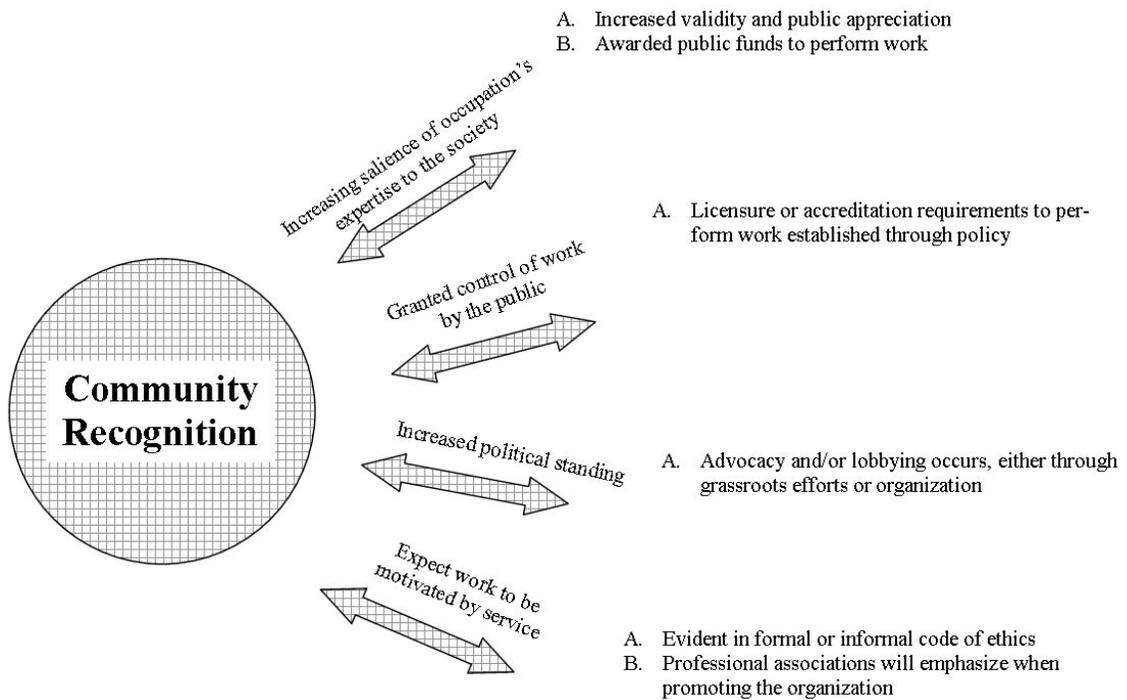 A. Increased validity and public appreciation
B. Awarded public funds to perform work
Increasing salience of occupation's
expertise to the society
A. Licensure or accreditation requirements to per-
form work established through policy
Granted control of work
by the public
Community
Recognition
Increased political standing
A. Advocacy and/or lobbying occurs, either through
grassroots efforts or organization
Expect work to be
motivated by service
A. Evident in formal or informal code of ethics
B. Professional associations will emphasize when
promoting the organization